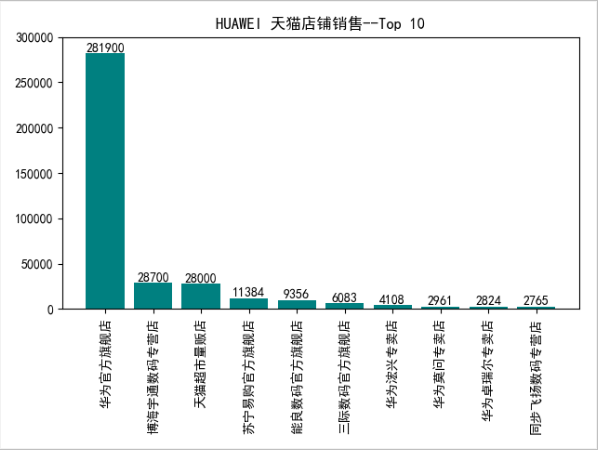 HUAWEI 天猫店铺销售--Top 10
300000
250000
200000
150000
100000
50000
0
281900
28700
28000
11384
9356
6083
4108
2961
2824
2765
华为官方旗舰店
博海宇通数码专营店
天猫超市量贩店
苏宁易购官方旗舰店
能良数码官方旗舰店
三际数码官方旗舰店
华为浤兴专卖店
华为莫问专卖店
华为卓瑞尔专卖店
同步飞扬数码专营店